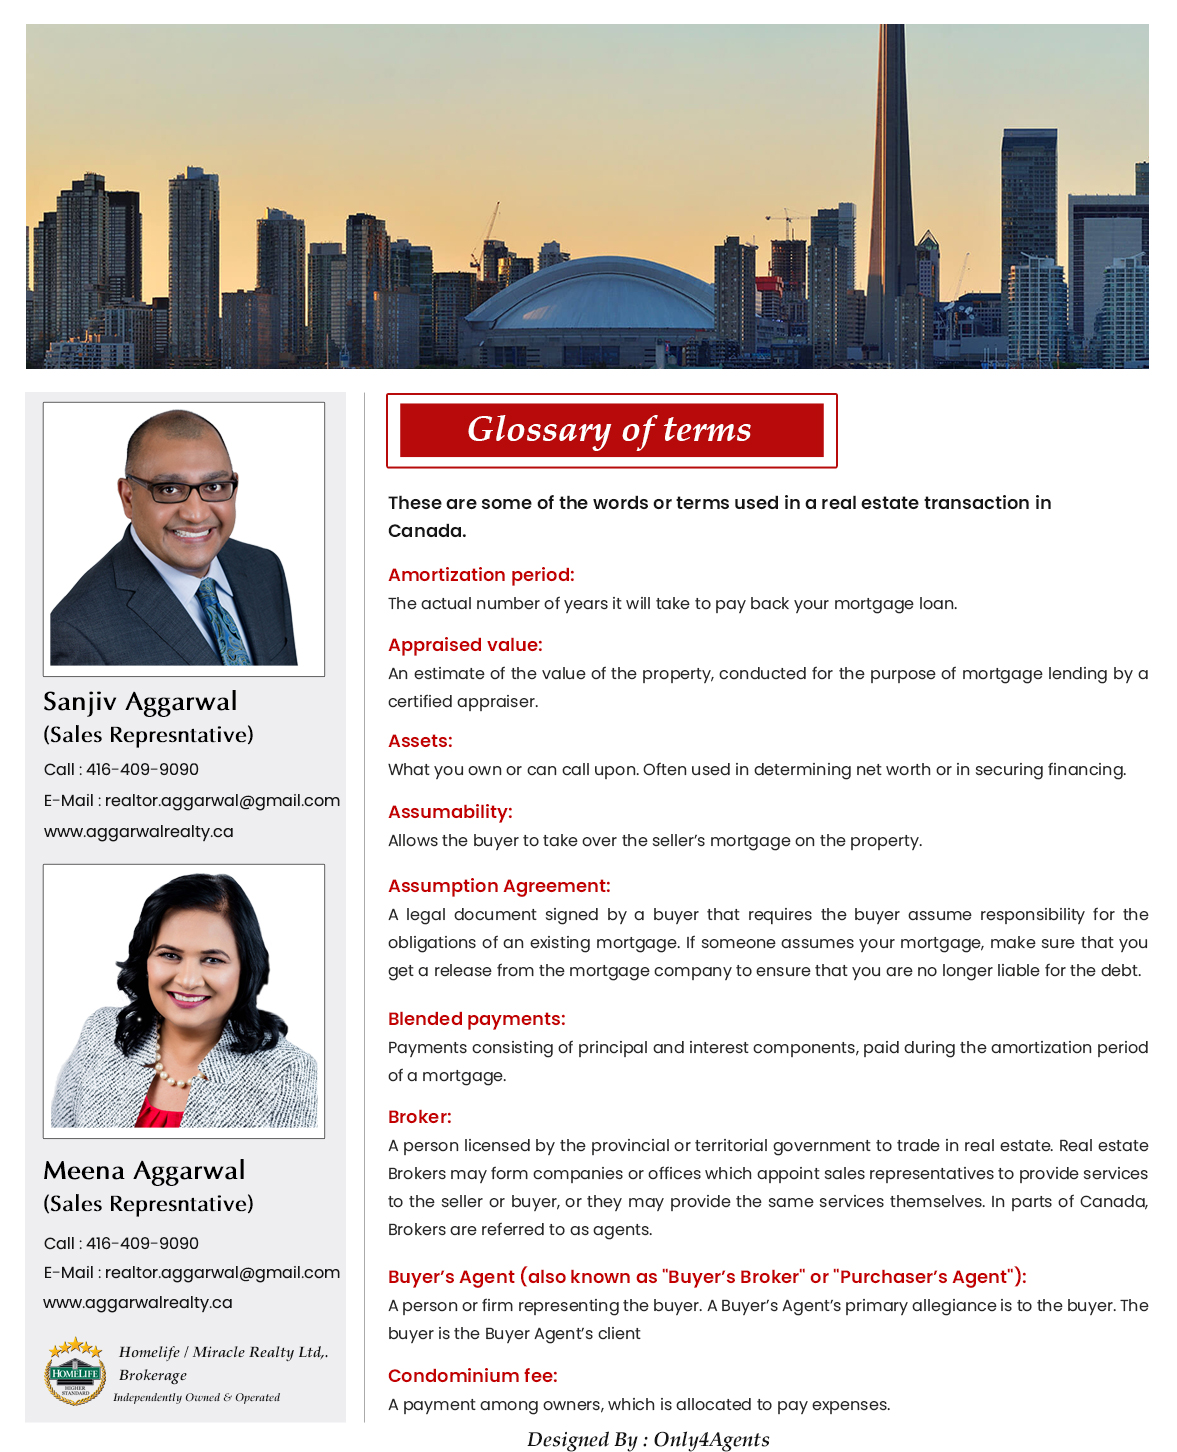 Glossary of terms
These are some of the words or terms used in a real estate transaction in
Canada.
Amortization period:
The actual number of years it will take to pay back your mortgage loan.
Appraised value:
An estimate of the value of the property, conducted for the purpose of mortgage lending by a
certified appraiser.
Assets:
What you own or can call upon. Often used in determining net worth or in securing financing.
Assumability:
Allows the buyer to take over the seller’s mortgage on the property.
Assumption Agreement:
A legal document signed by a buyer that requires the buyer assume responsibility for the
obligations of an existing mortgage. If someone assumes your mortgage, make sure that you
get a release from the mortgage company to ensure that you are no longer liable for the debt.
Blended payments:
Payments consisting of principal and interest components, paid during the amortization period
of a mortgage.
Broker:
A person licensed by the provincial or territorial government to trade in real estate. Real estate
Brokers may form companies or offices which appoint sales representatives to provide services
to the seller or buyer, or they may provide the same services themselves. In parts of Canada,
Brokers are referred to as agents.
Buyer’s Agent (also known as "Buyer’s Broker" or "Purchaser’s Agent"):
A person or firm representing the buyer. A Buyer’s Agent’s primary allegiance is to the buyer. The
buyer is the Buyer Agent’s client
Condominium fee:
A payment among owners, which is allocated to pay expenses.
Sanjiv Aggarwal
(Sales Represntative)
Call : 416-409-9090
E-Mail : realtor.aggarwal@gmail.com
www.aggarwalrealty.ca
Meena Aggarwal
(Sales Represntative)
Call : 416-409-9090
E-Mail : realtor.aggarwal@gmail.com
www.aggarwalrealty.ca
HOMELIFE
HIGHER
STANDARD
Homelife / Miracle Realty Ltd,.
Brokerage
Independently Owned & Operated
Designed By : Only4Agents